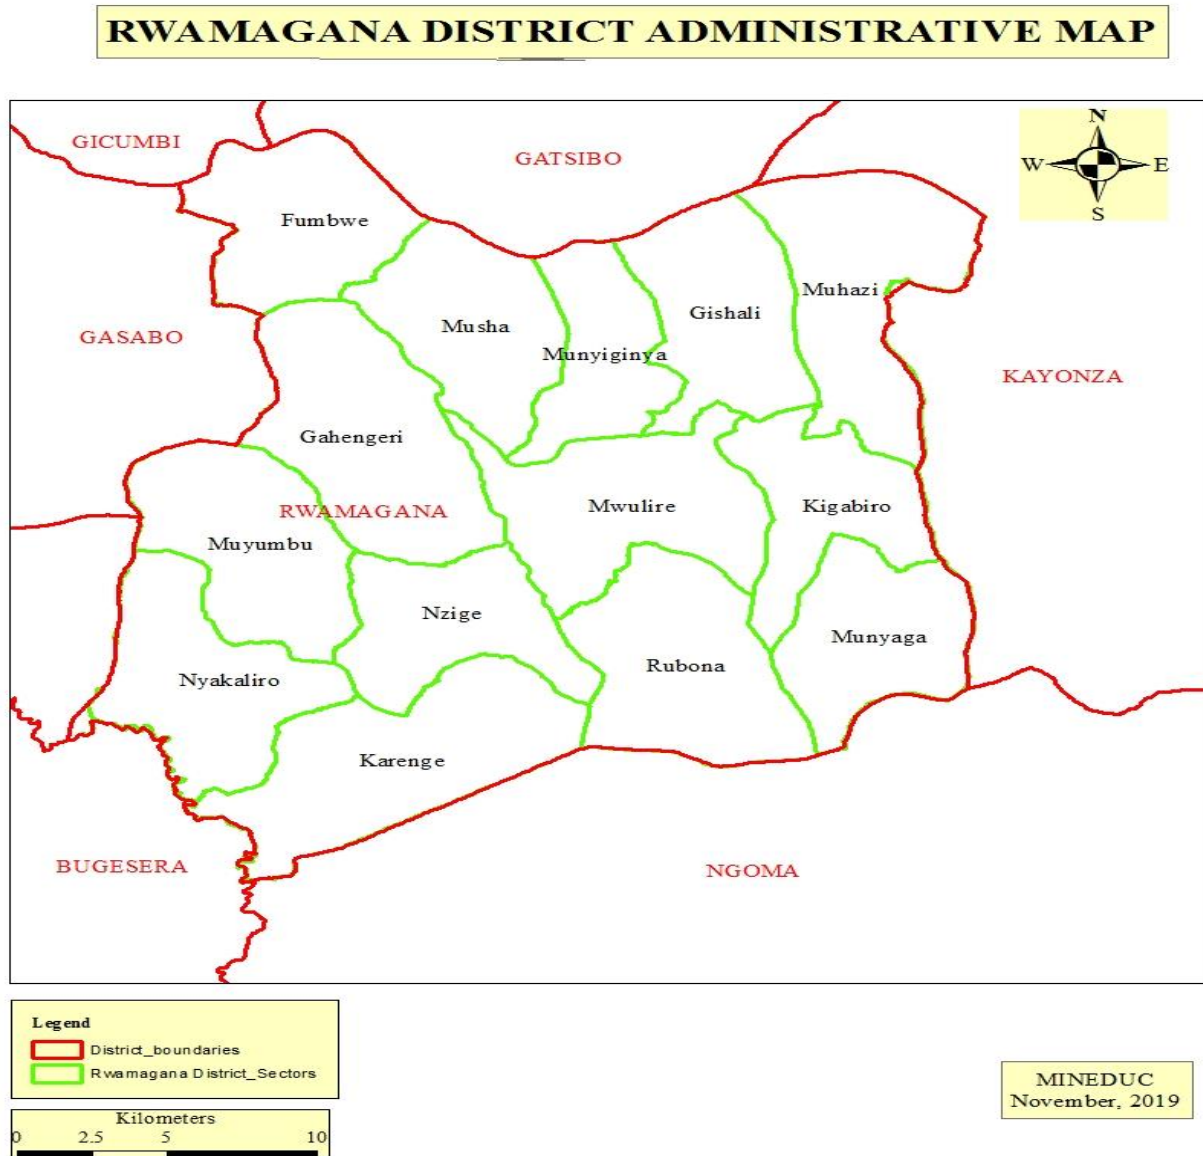 RWAMAGANA DISTRICT ADMINISTRATIVE MAP
N
W E
S
GICUMBI
GATSIBO
Fumbwe
Muhazi
Gishali
Musha
GASABO
Munyiginya
KAYONZA
Gahengeri
RWAMAGANA
Mwulire
Kigabiro
Muyumbu
Nzige
Munyaga
Rubona
Nyakaliro
Karenge
BUGESERA
NGOMA
Legend
District_boundaries
Rwamagana District_Sectors
Kilometers
0 2.5 5 10
MINEDUC
November, 2019